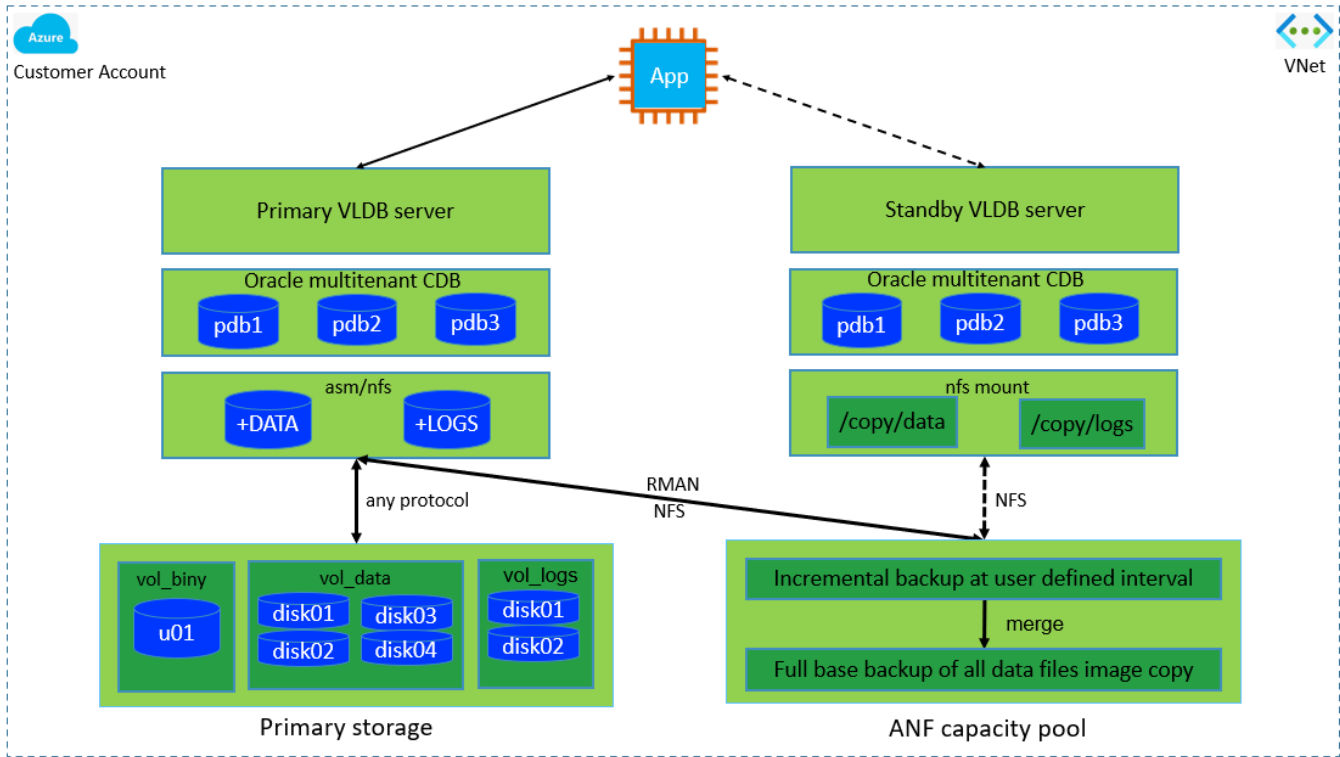 Azure
Customer Account
App
VNet
Primary VLDB server
Standby VLDB server
Oracle multitenant CDB
pdb1
pdb2
pdb3
Oracle multitenant CDB
pdb1
pdb2
pdb3
asm/nfs
+DATA
+LOGS
nfs mount
/copy/data
/copy/logs
any protocol
RMAN
NFS
NFS
vol_biny
u01
vol_data
disk01
disk03
disk02
disk04
vol_logs
disk01
disk02
Incremental backup at user defined interval
merge
Full base backup of all data files image copy
Primary storage
ANF capacity pool